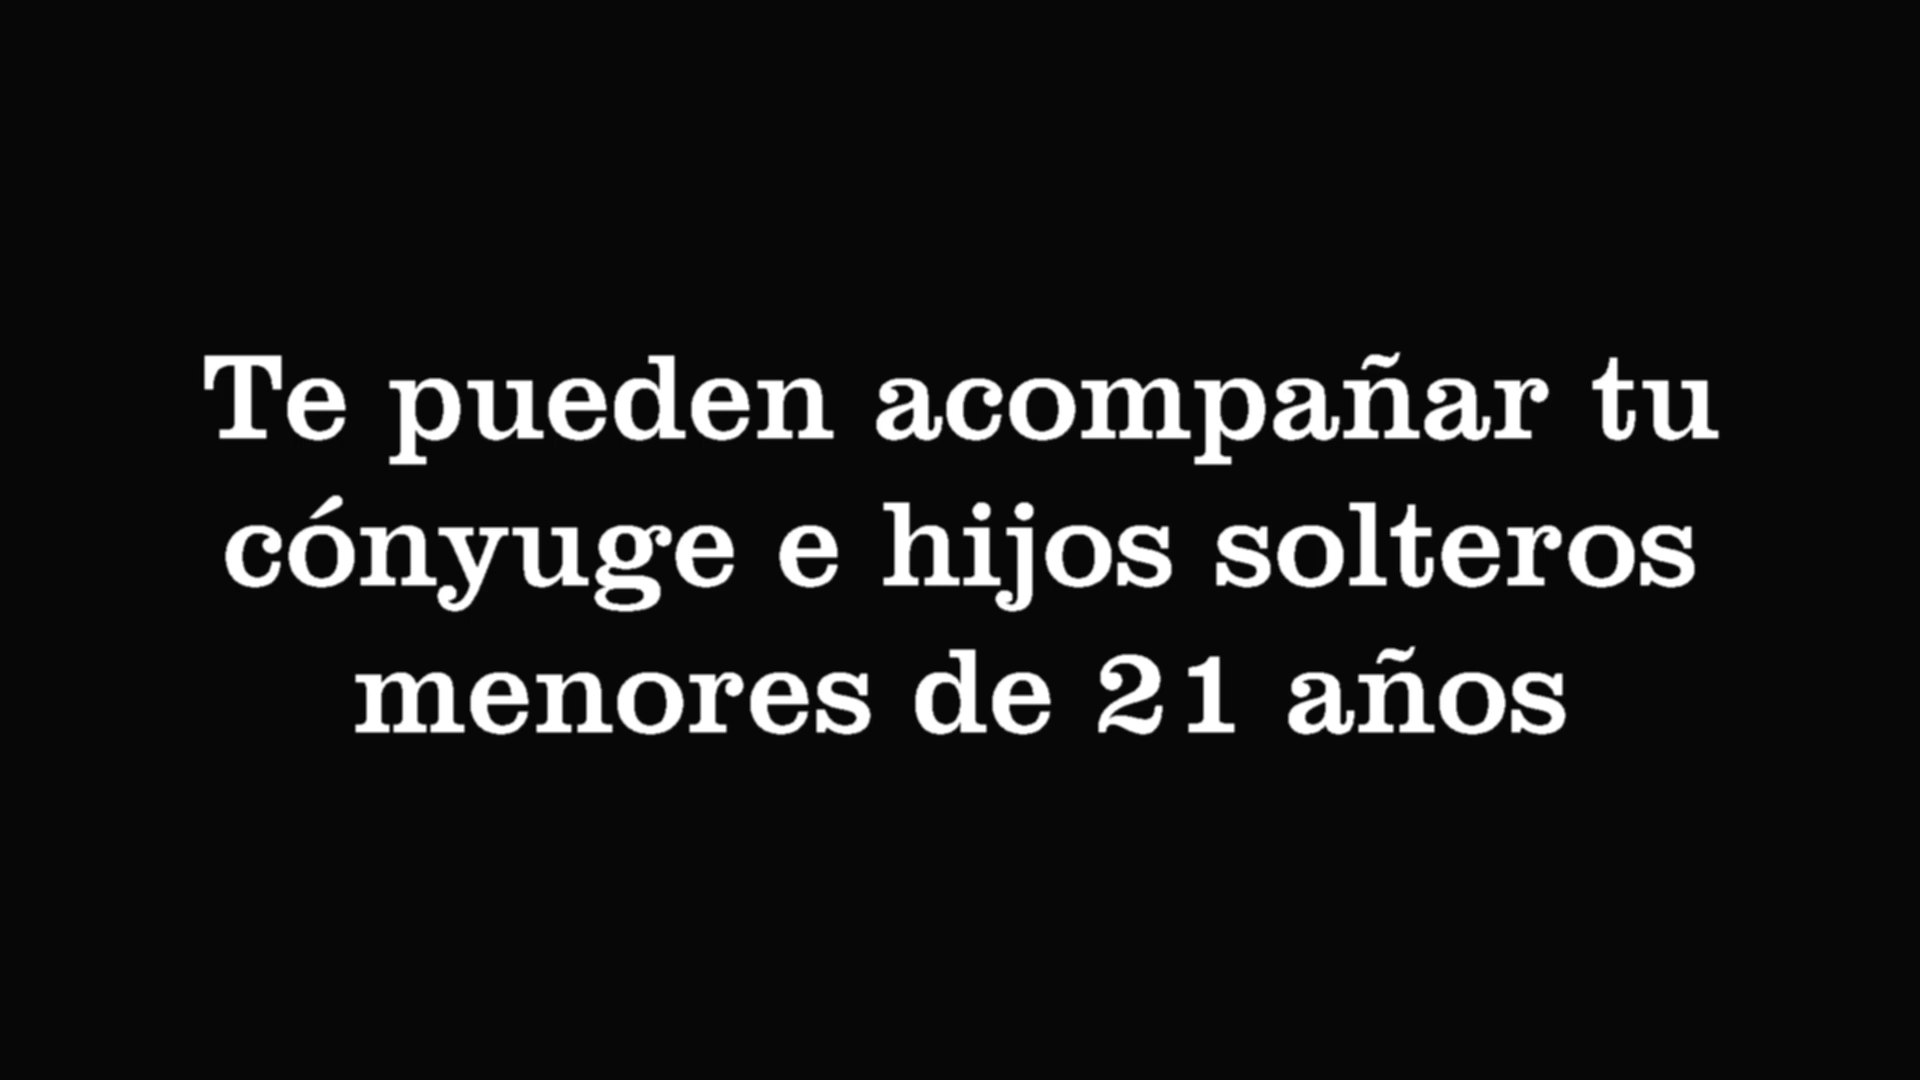 Te pueden acompañar tu
cónyuge e hijos solteros
menores de 21 años